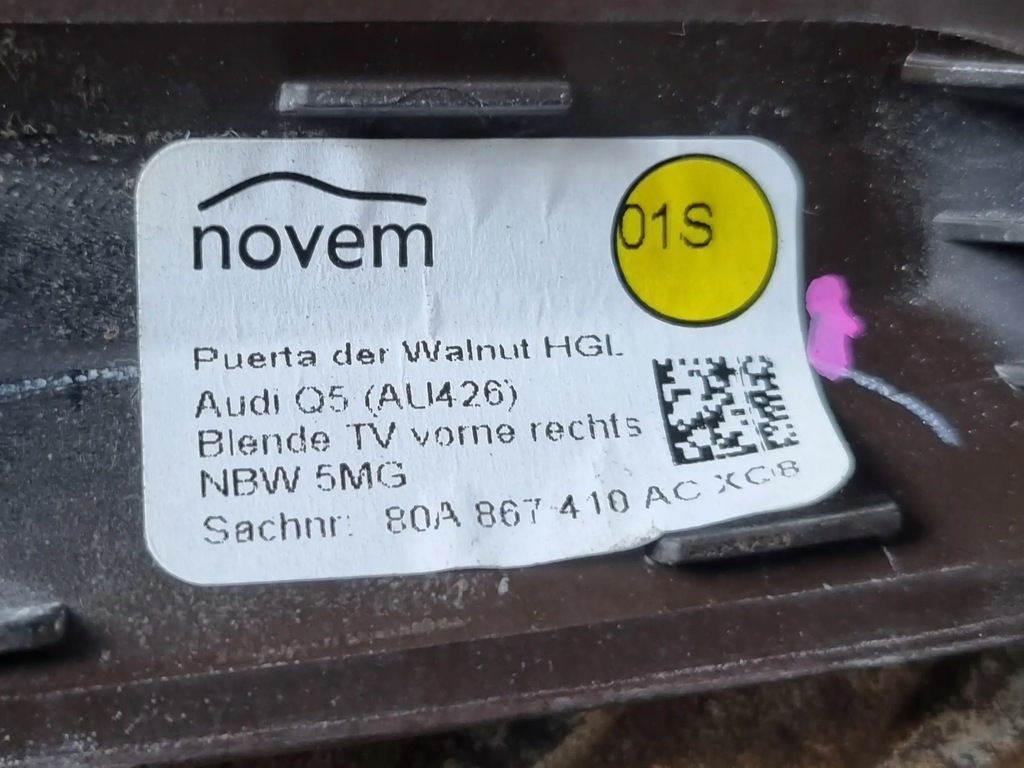 novem
01S
Puerta der Walnut HGL
Audi Q5 (AU426)
Blende TV vorne rechts
NBW 5MG
Sachnr: 80A 867 410 AC XG8